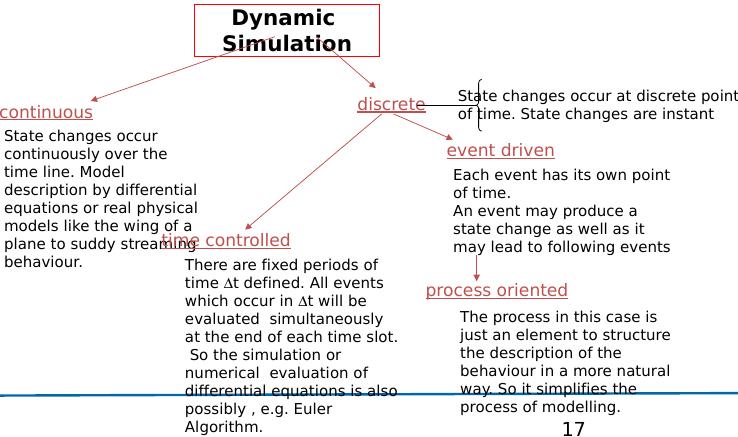 Dynamic
Simulation
continuous
State changes occur
continuously over the
time line. Model
description by differential
equations or real physical
models like the wing of a
plane to suddy streaming
behaviour.
discrete
State changes occur at discrete point
of time. State changes are instant
event driven
Each event has its own point
of time.
An event may produce a
state change as well as it
may lead to following events
time controlled
There are fixed periods of
time Δt defined. All events
which occur in Δt will be
evaluated  simultaneously
at the end of each time slot.
So the simulation or
numerical  evaluation of
differential equations is also
possibly , e.g. Euler
Algorithm.
process oriented
The process in this case is
just an element to structure
the description of the
behaviour in a more natural
way. So it simplifies the
process of modelling.
17